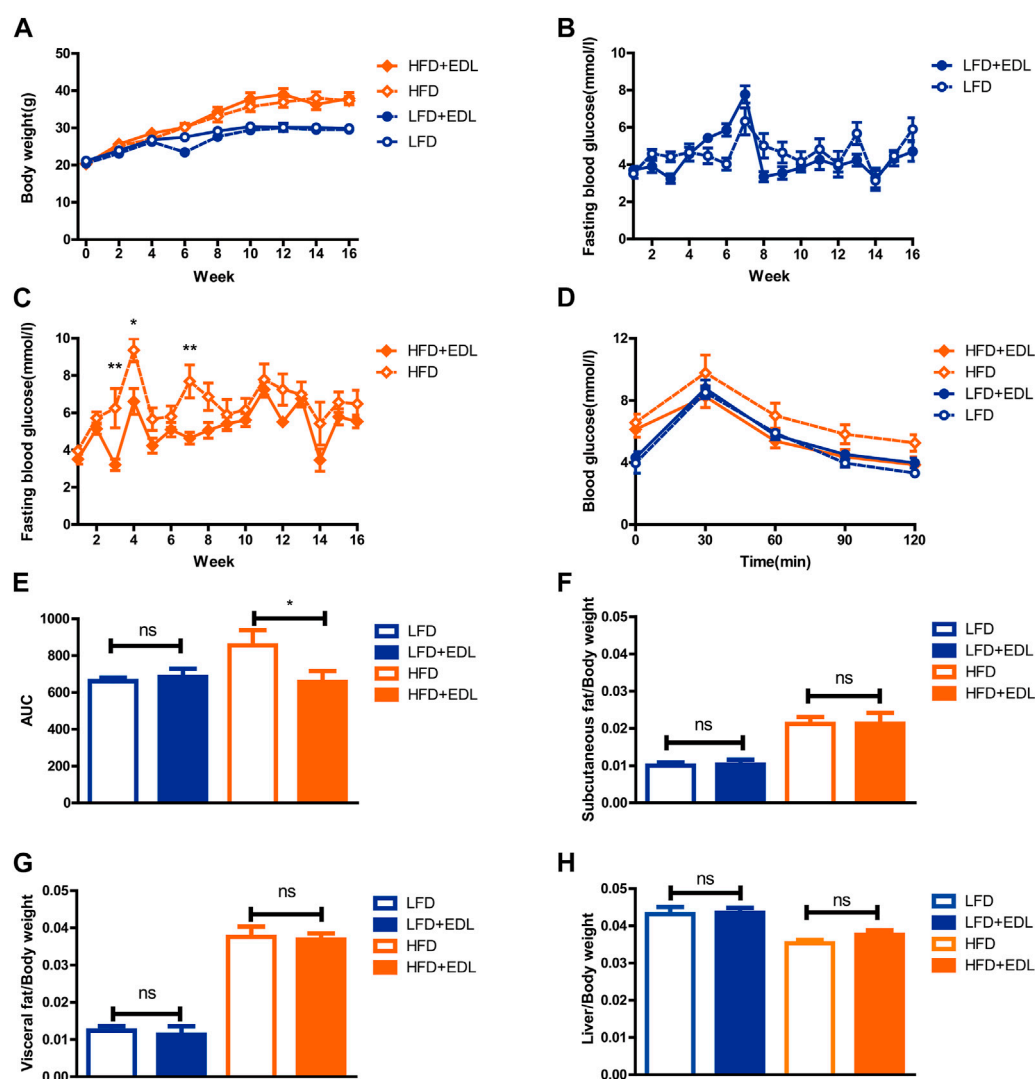 A
Body weight(g)
50
40
30
20
10
0
0 2 4 6 8 10 12 14 16
Week
HFD+EDL
HFD
LFD+EDL
LFD
B
Fasting blood glucose(mmol/l)
8
6
4
2
0
2 4 6 8 10 12 14 16
Week
LFD+EDL
LFD
C
Fasting blood glucose(mmol/l)
10
8
6
4
2
0
** * **
2 4 6 8 10 12 14 16
Week
HFD+EDL
HFD
D
Blood glucose(mmol/l)
12
8
4
0
0 30 60 90 120
Time(min)
HFD+EDL
HFD
LFD+EDL
LFD
E
AUC
1000
800
600
400
200
0
ns
*
LFD
LFD+EDL
HFD
HFD+EDL
F
Subcutaneous fat/Body weight
0.05
0.04
0.03
0.02
0.01
0.00
ns
ns
LFD
LFD+EDL
HFD
HFD+EDL
G
Visceral fat/Body weight
0.05
0.04
0.03
0.02
0.01
0.00
ns
ns
LFD
LFD+EDL
HFD
HFD+EDL
H
Liver/Body weight
0.05
0.04
0.03
0.02
0.01
0.00
ns
ns
LFD
LFD+EDL
HFD
HFD+EDL